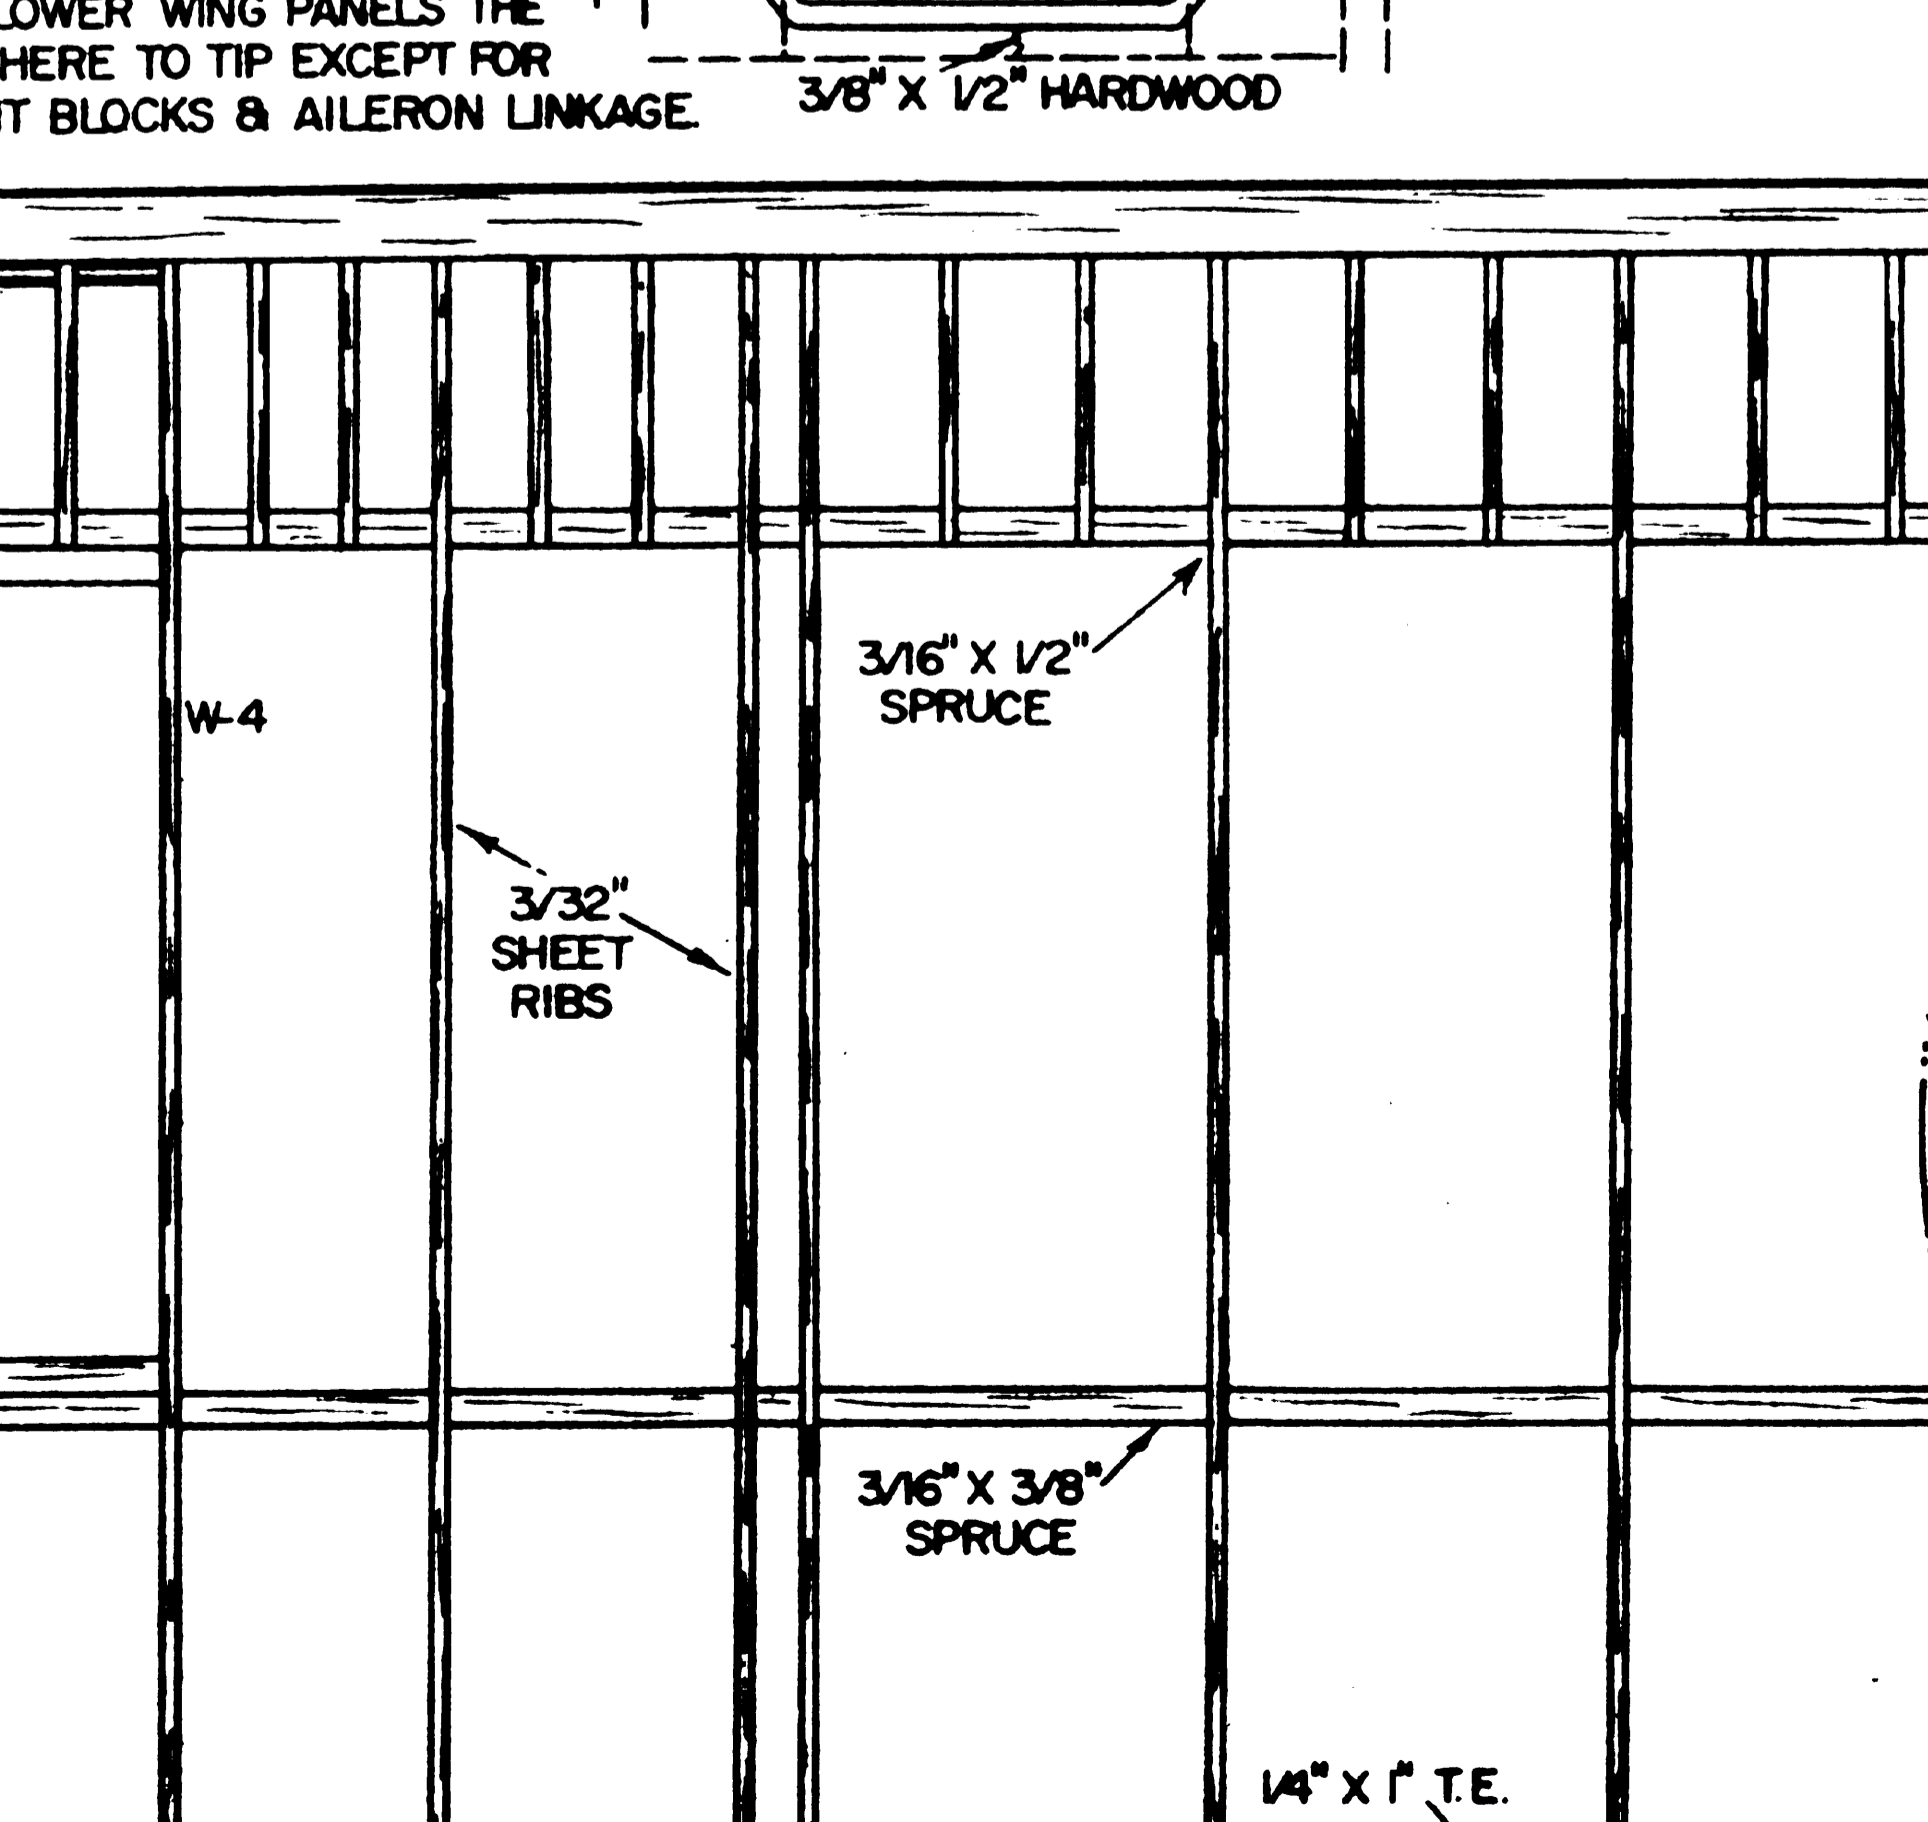 LOWER WING PANELS THE
HERE TO TIP EXCEPT FOR
BLOCKS & AILERON LINKAGE.
3/8" X 1/2" HARDWOOD
3/16" X 1/2"
SPRUCE
W-4
3/32"
SHEET
RIBS
3/16" X 3/8"
SPRUCE
1/4" X 1" T.E.